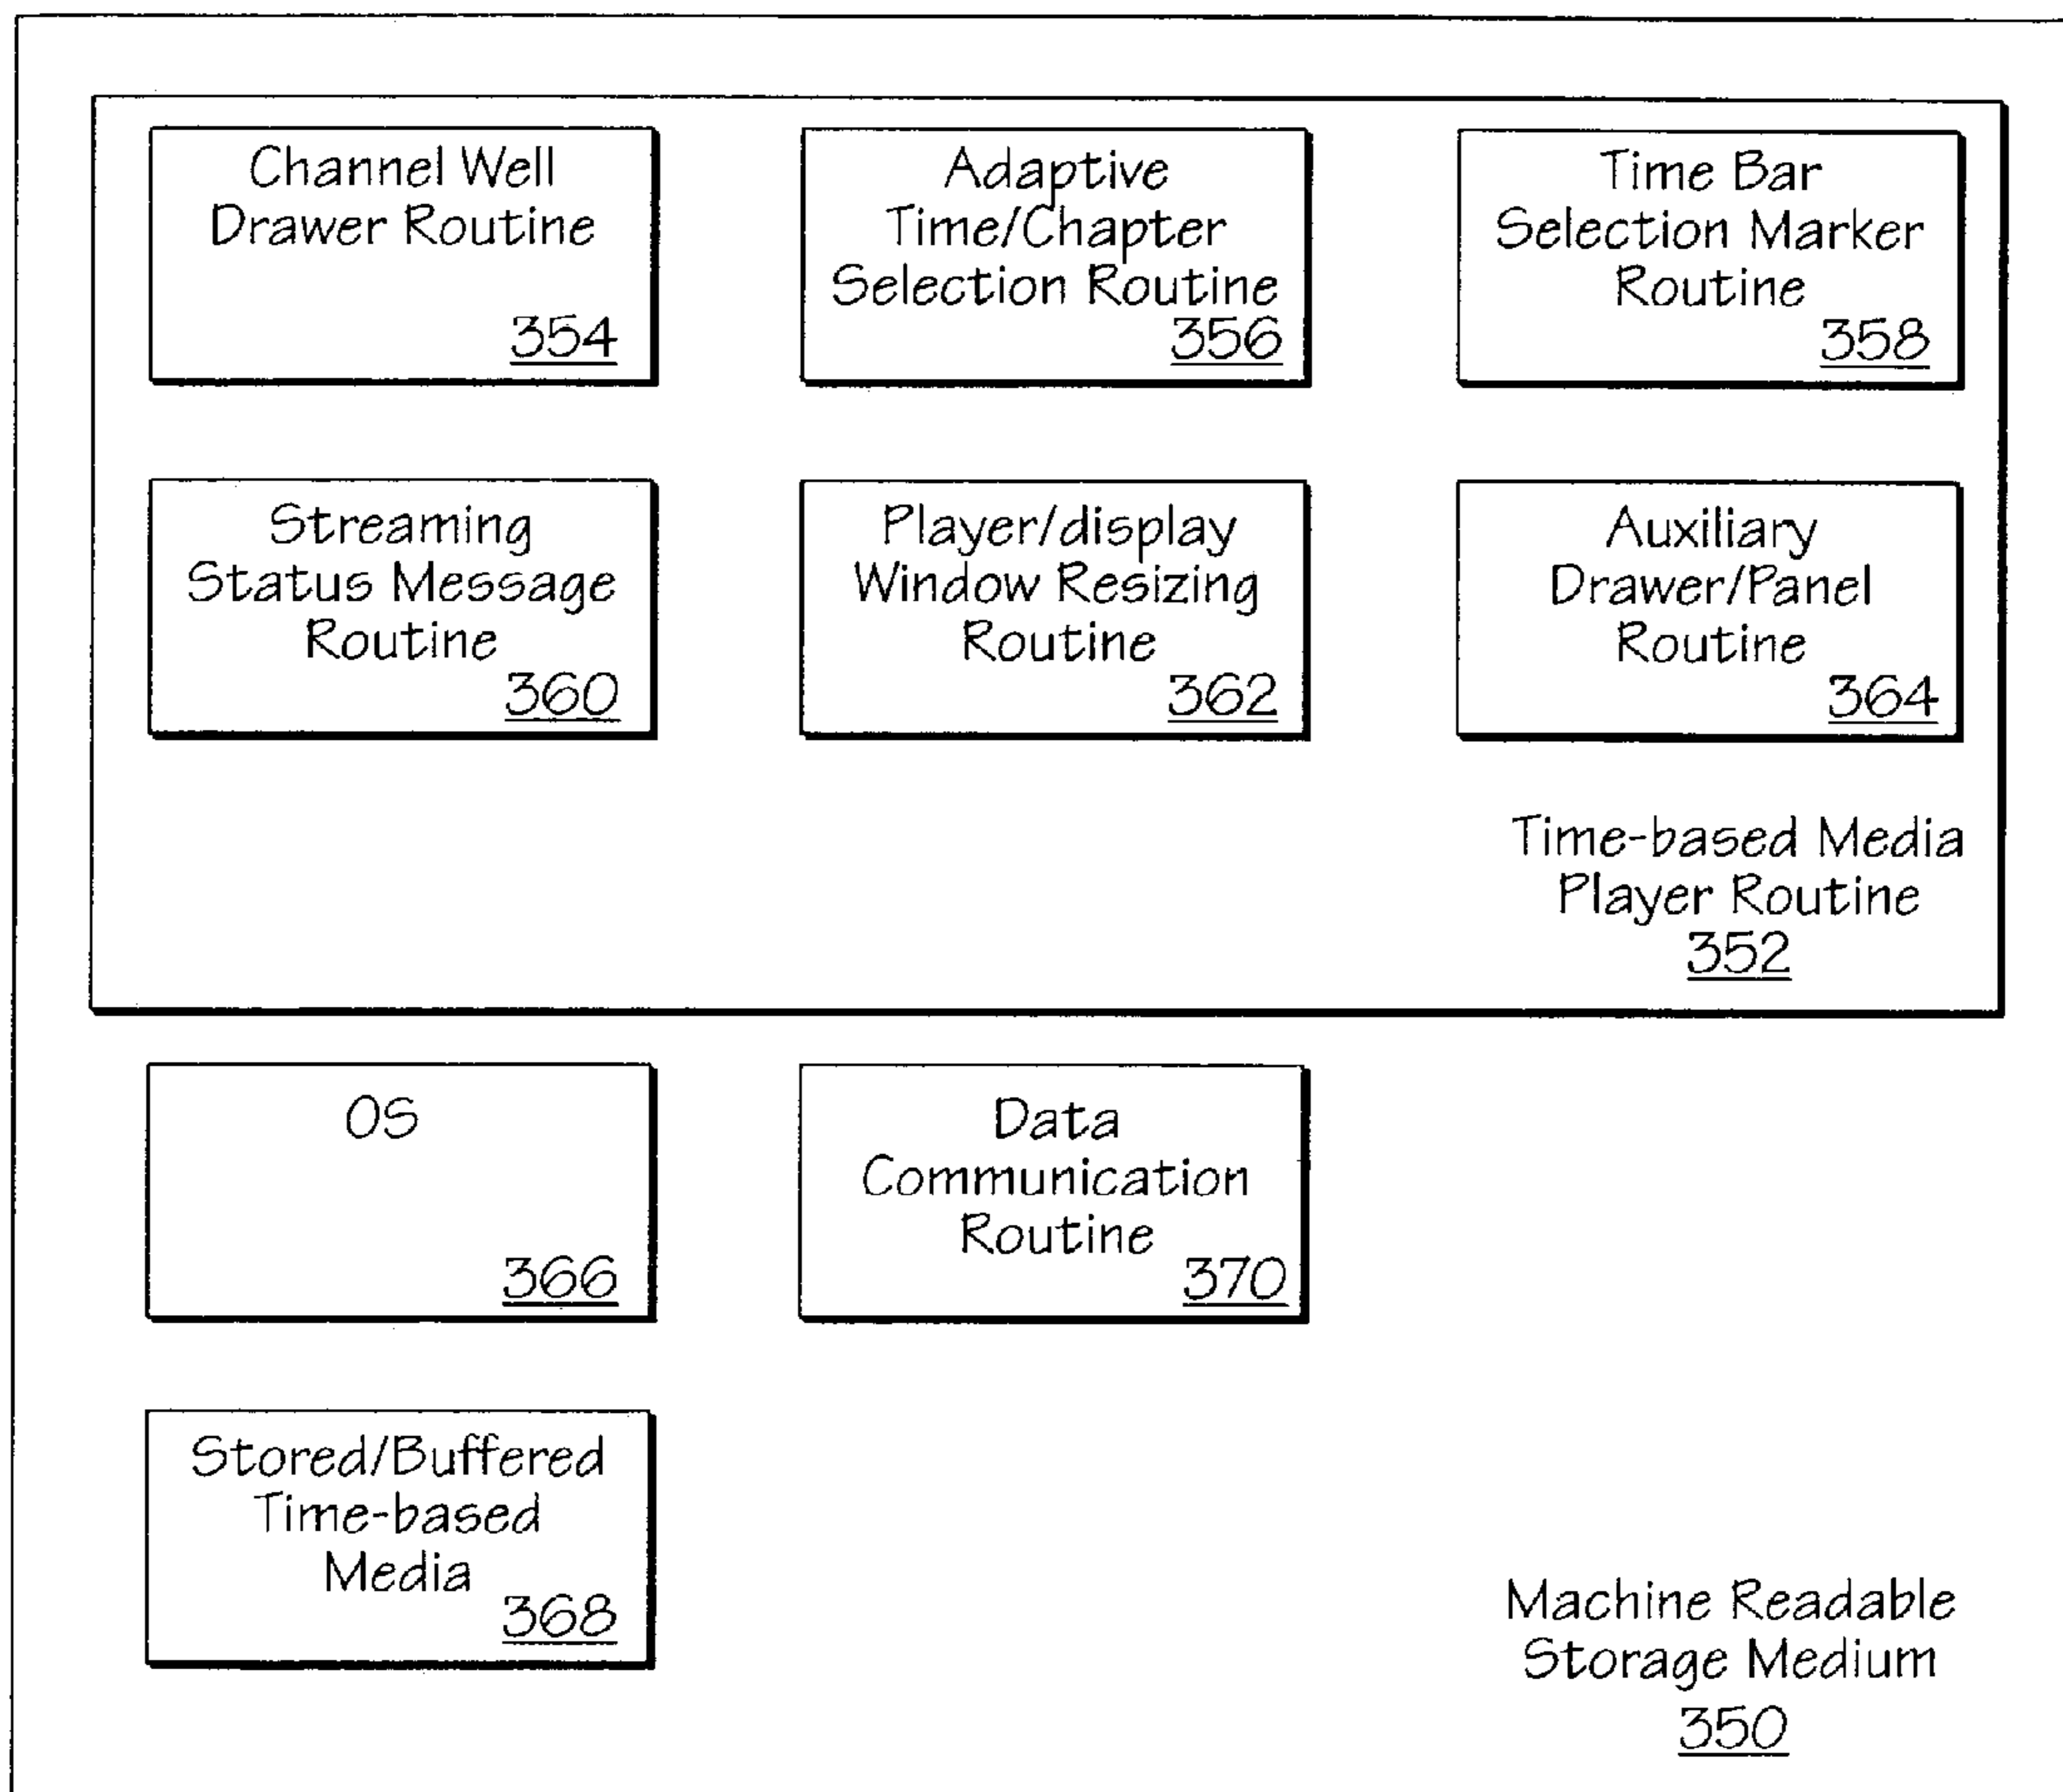 Channel Well
Drawer Routine
354
Adaptive
Time/Chapter
Selection Routine
356
Time Bar
Selection Marker
Routine
358
Streaming
Status Message
Routine
360
Player/display
Window Resizing
Routine
362
Auxiliary
Drawer/Panel
Routine
364
Time-based Media
Player Routine
352
OS
366
Data
Communication
Routine
370
Stored/Buffered
Time-based
Media
368
Machine Readable
Storage Medium
350